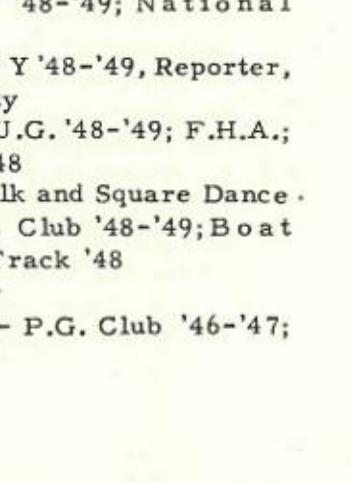 '48-'49; National
Y '48-'49, Reporter,
y
J.G. '48-'49; F.H.A.;
48
lk and Square Dance
Club '48-'49; Boat
Track '48
- P.G. Club '46-'47;